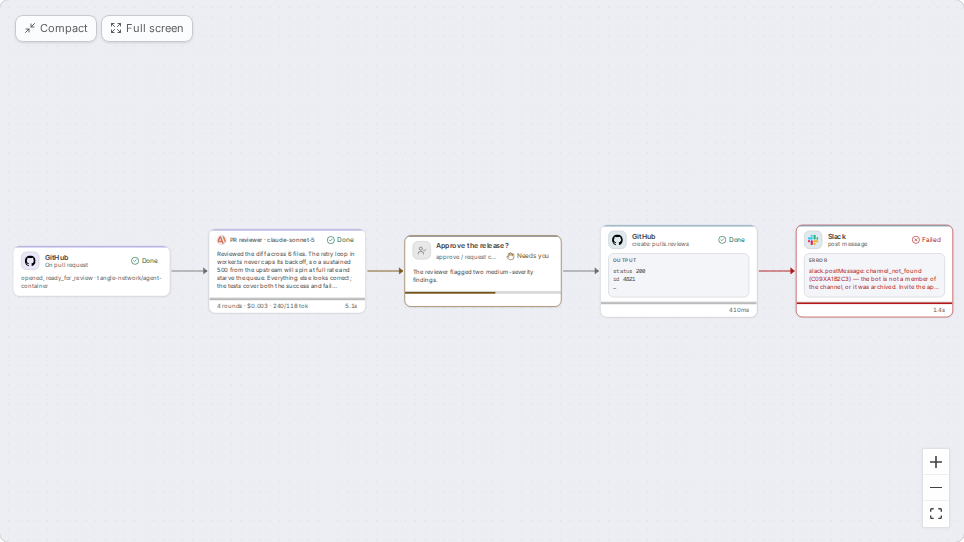 Compact
Full screen
GitHub
On pull request
Done
opened, ready_for_review · tangle-network/agent-
container
PR reviewer · claude-sonnet-5
Done
Reviewed the diff across 6 files. The retry loop in
worker.ts never caps its backoff, so a sustained
500 from the upstream will spin at full rate and
starve the queue. Everything else looks correct;
the tests cover both the success and fail...
4 rounds · $0.003 · 240/118 tok
5.1s
Approve the release?
approve / request c...
Needs you
The reviewer flagged two medium-severity
findings.
GitHub
create pulls.reviews
Done
OUTPUT
status 200
id 4821
410ms
Slack
post message
Failed
ERROR
slack.postMessage: channel_not_found
(C09XA1B2C3) — the bot is not a member of
the channel, or it was archived. Invite the ap...
1.4s